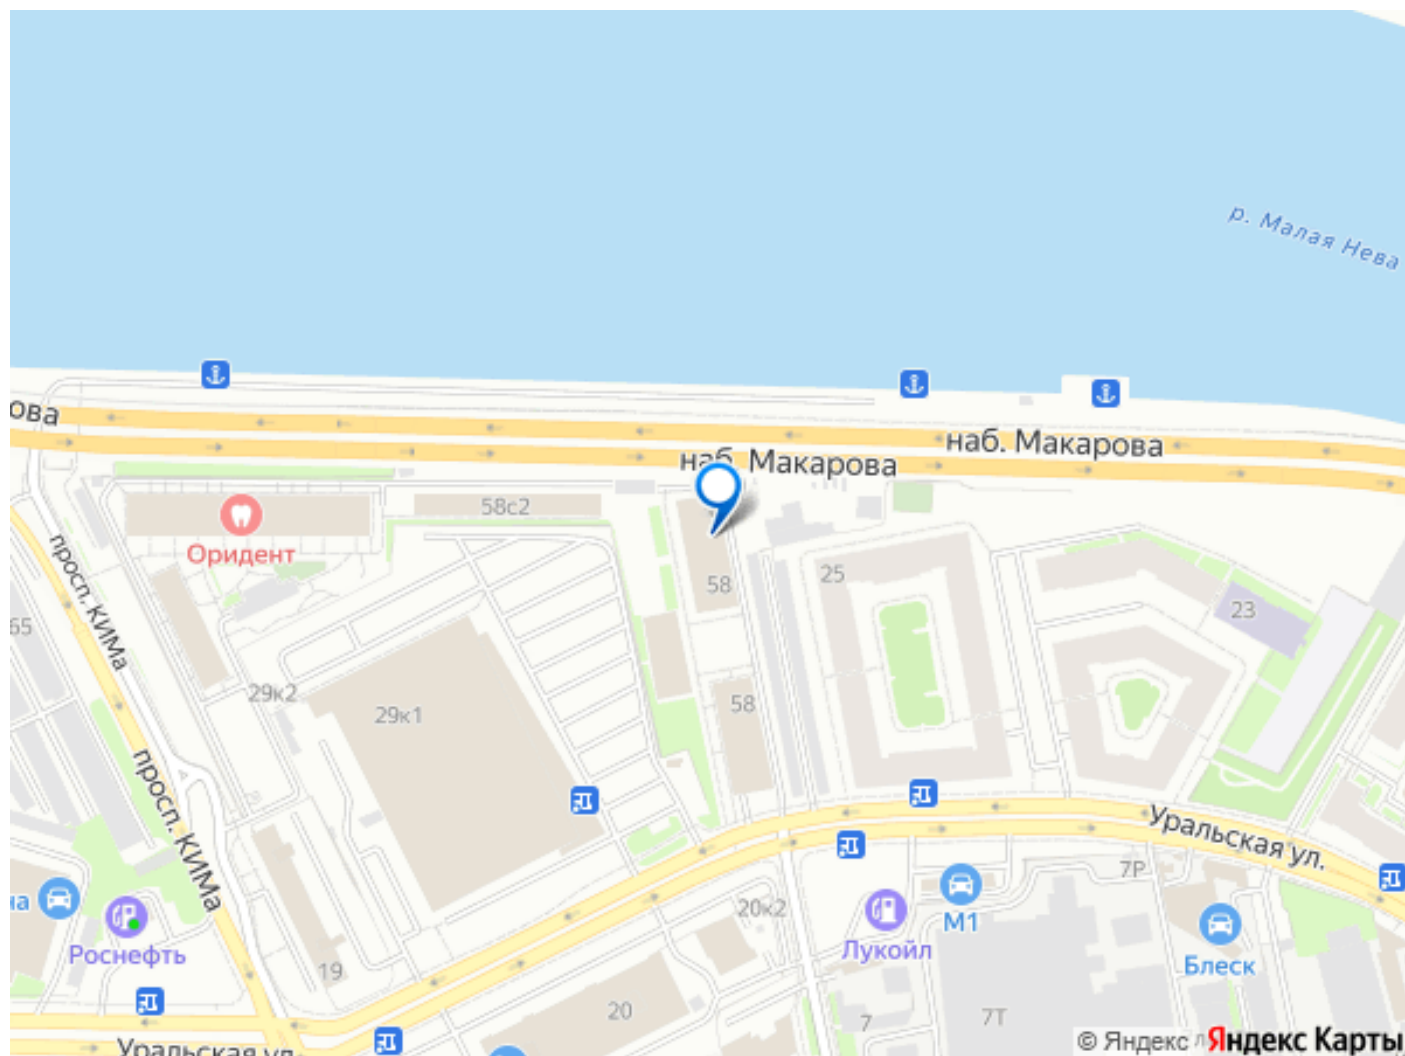 р. Малая Нева
ова
наб. Макарова
наб. Макарова
58с2
Оридент
просп. КИМа
58
25
23
65
29к2
29к1
58
просп. КИМа
Уральская ул.
7Р
на
20к2
М1
Лукойл
Роснефть
Блеск
19
20
7
7Т
Уральская ул.
© Яндекс
Яндекс Карты